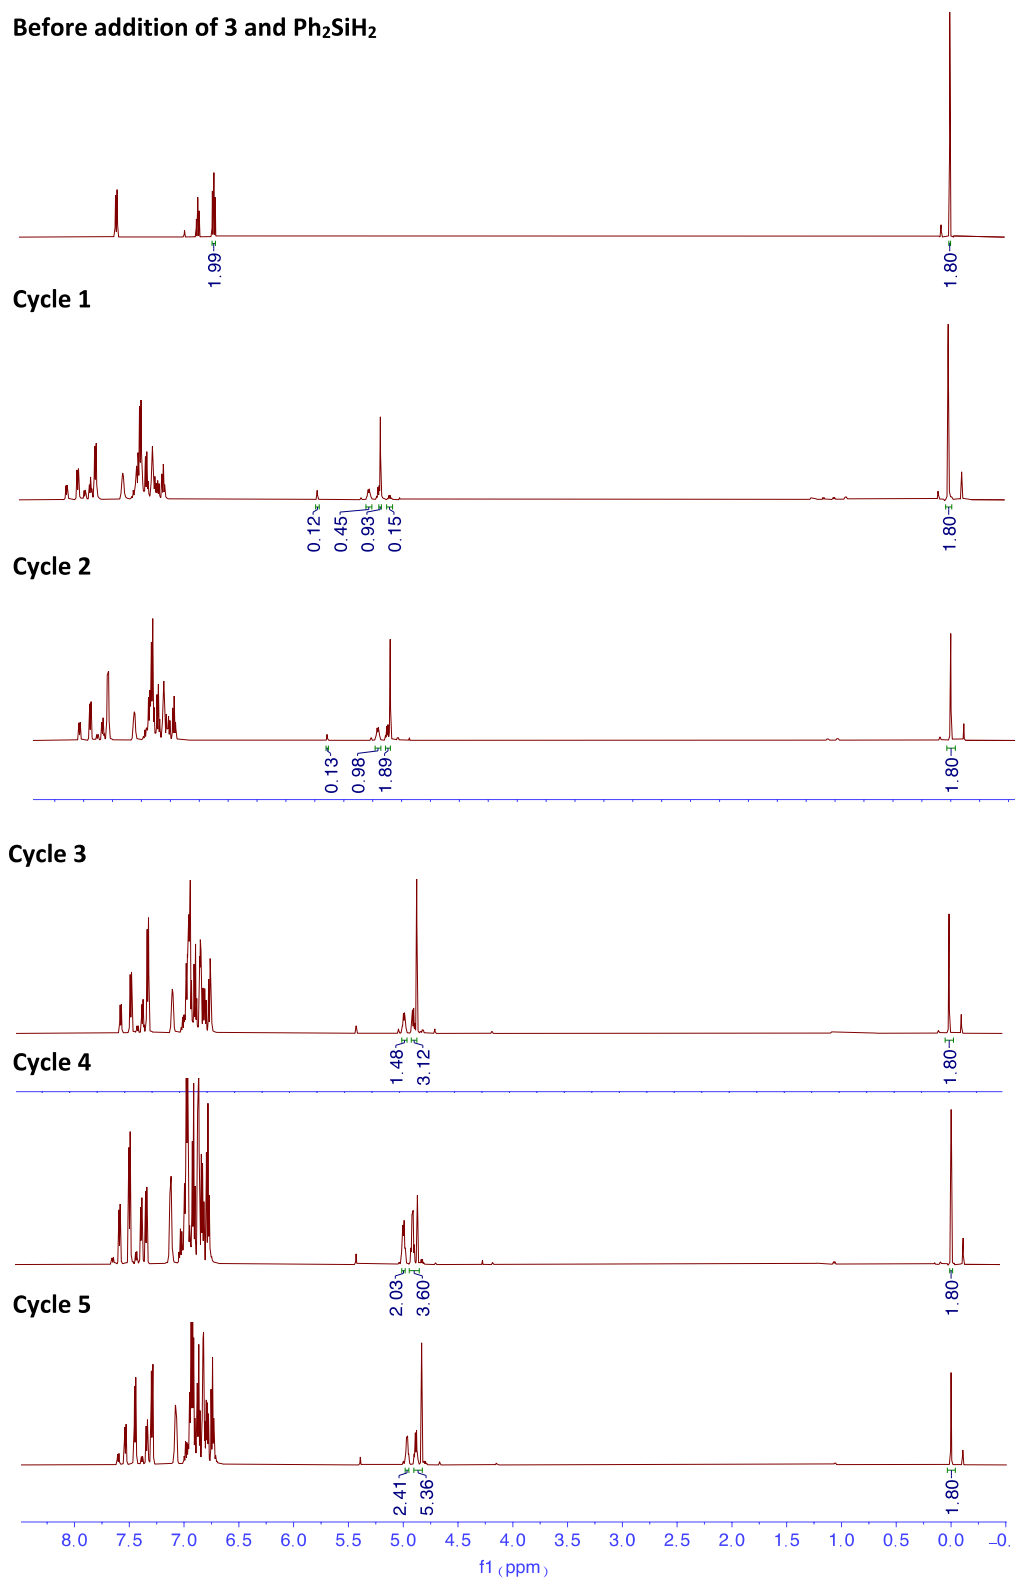 Before addition of 3 and Ph₂SiH₂
1.99
1.80
Cycle 1
0.12
0.45
0.93
0.15
1.80
Cycle 2
0.13
0.98
1.89
1.80
Cycle 3
1.48
3.12
1.80
Cycle 4
2.03
3.60
1.80
Cycle 5
2.41
5.36
1.80
8.0 7.5 7.0 6.5 6.0 5.5 5.0 4.5 4.0 3.5 3.0 2.5 2.0 1.5 1.0 0.5 0.0 −0.
f1 (ppm)